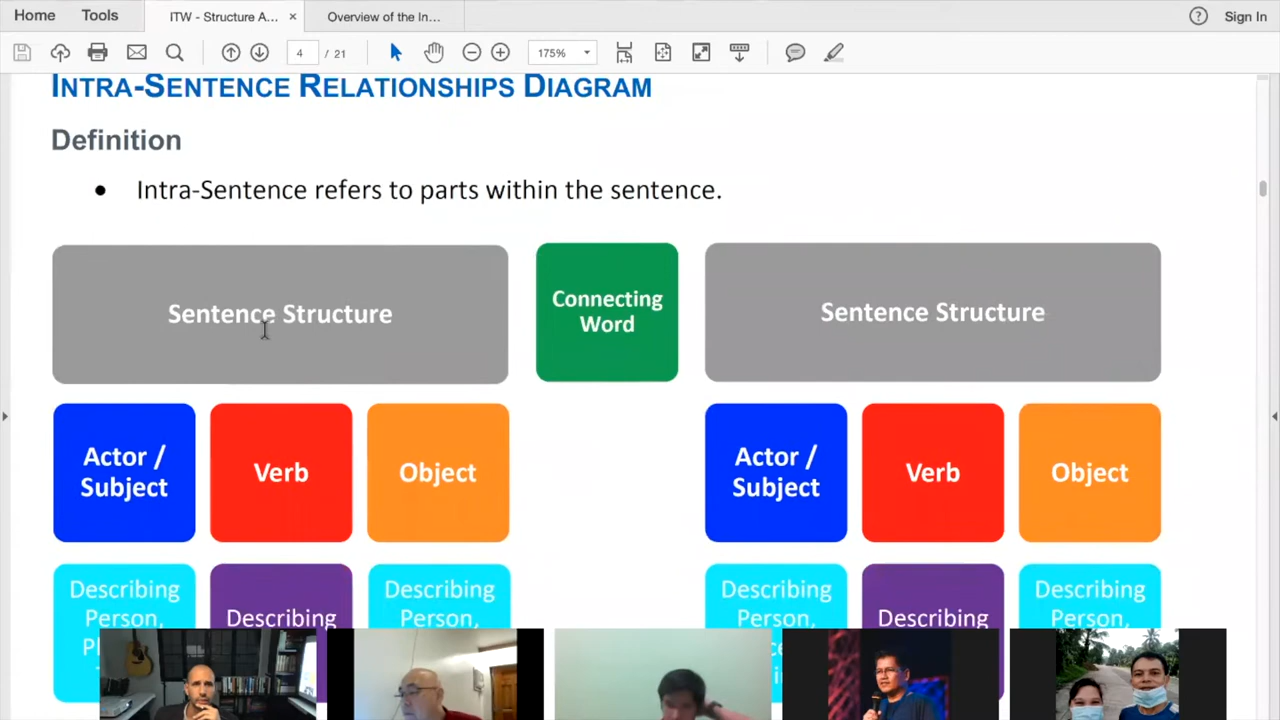 Home Tools ITW - Structure A... × Overview of the In... Sign In
4 / 21 175%
INTRA-SENTENCE RELATIONSHIPS DIAGRAM
Definition
• Intra-Sentence refers to parts within the sentence.
Sentence Structure
Connecting
Word
Sentence Structure
Actor /
Subject
Verb
Object
Actor /
Subject
Verb
Object
Describing
Person,
Describing
Describing
Person,
Describing
Person,
Describing
Describing
Person,